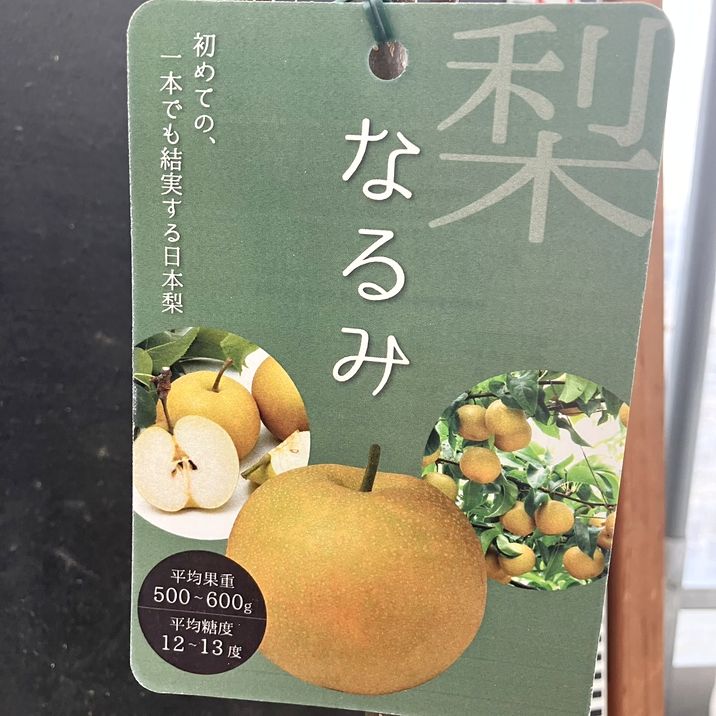 梨
なるみ
初めての、
一本でも結実する日本梨
平均果重
500~600g
平均糖度
12~13度